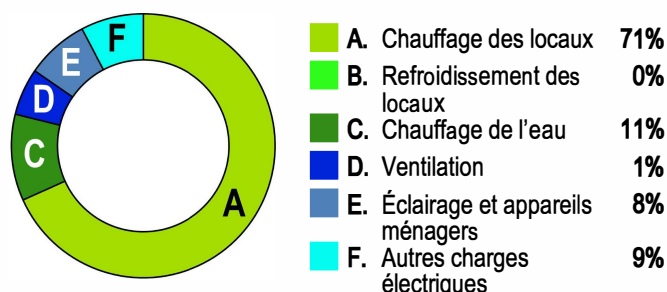 F
E
D
C
A
A. Chauffage des locaux 71%
B. Refroidissement des 0%
locaux
C. Chauffage de l'eau 11%
D. Ventilation 1%
E. Éclairage et appareils 8%
ménagers
F. Autres charges 9%
électriques